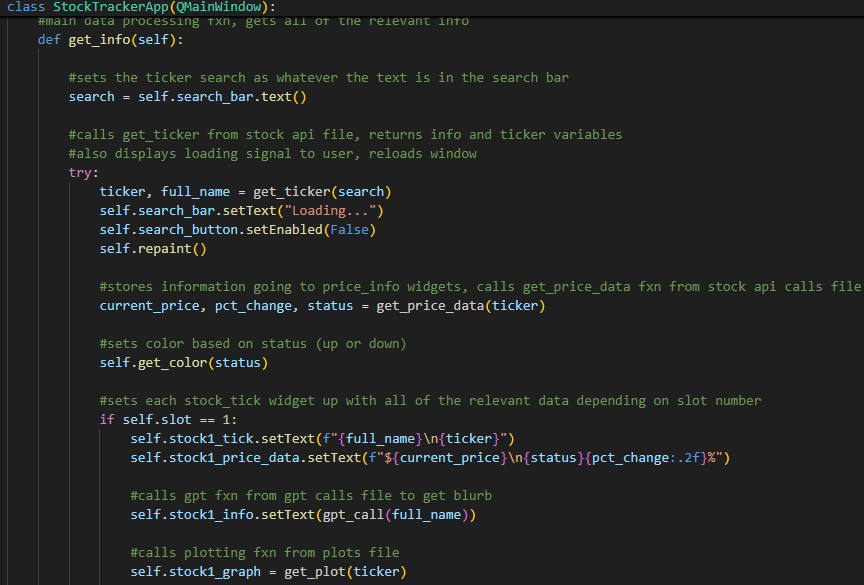 class StockTrackerApp(QMainWindow):
#main data processing fxn, gets all of the relevant info
def get_info(self):
#sets the ticker search as whatever the text is in the search bar
search = self.search_bar.text()
#calls get_ticker from stock api file, returns info and ticker variables
#also displays loading signal to user, reloads window
try:
ticker, full_name = get_ticker(search)
self.search_bar.setText("Loading...")
self.search_button.setEnabled(False)
self.repaint()
#stores information going to price_info widgets, calls get_price_data fxn from stock api calls file
current_price, pct_change, status = get_price_data(ticker)
#sets color based on status (up or down)
self.get_color(status)
#sets each stock_tick widget up with all of the relevant data depending on slot number
if self.slot == 1:
self.stock1_tick.setText(f"{full_name}\n{ticker}")
self.stock1_price_data.setText(f"${current_price}\n{status}{pct_change:.2f}%")
#calls gpt fxn from gpt calls file to get blurb
self.stock1_info.setText(gpt_call(full_name))
#calls plotting fxn from plots file
self.stock1_graph = get_plot(ticker)